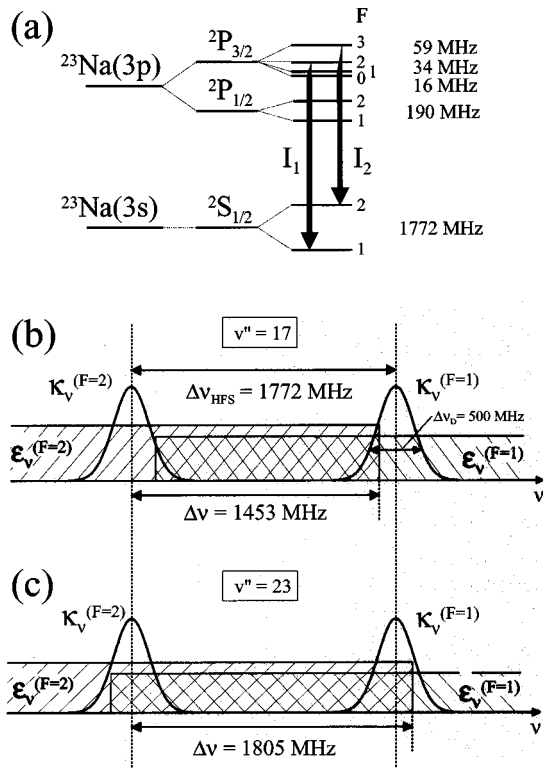 (a)
F
²³Na(3p)
²P₃/₂
3
59 MHz
2
34 MHz
1
0
16 MHz
²P₁/₂
2
190 MHz
1
I₁
I₂
²³Na(3s)
²S₁/₂
2
1772 MHz
1
(b)
v" = 17
κν(F=2)
ΔνHFS = 1772 MHz
κν(F=1)
ΔνD= 500 MHz
εν(F=2)
εν(F=1)
ν
Δν = 1453 MHz
(c)
v" = 23
κν(F=2)
κν(F=1)
εν(F=2)
εν(F=1)
ν
Δν = 1805 MHz